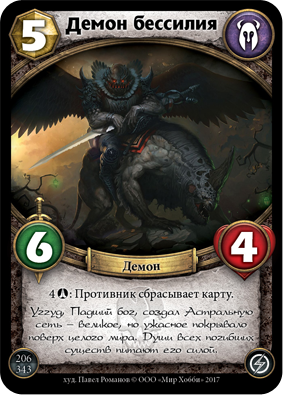 5
Демон бессилия
6
4
Демон
4 : Противник сбрасывает карту.
Уггуд, Падший бог, создал Астральную
сеть – великое, но ужасное покрывало
поверх целого мира. Души всех погибших
существ питают его силой.
206
343
худ. Павел Романов © ООО «Мир Хобби» 2017